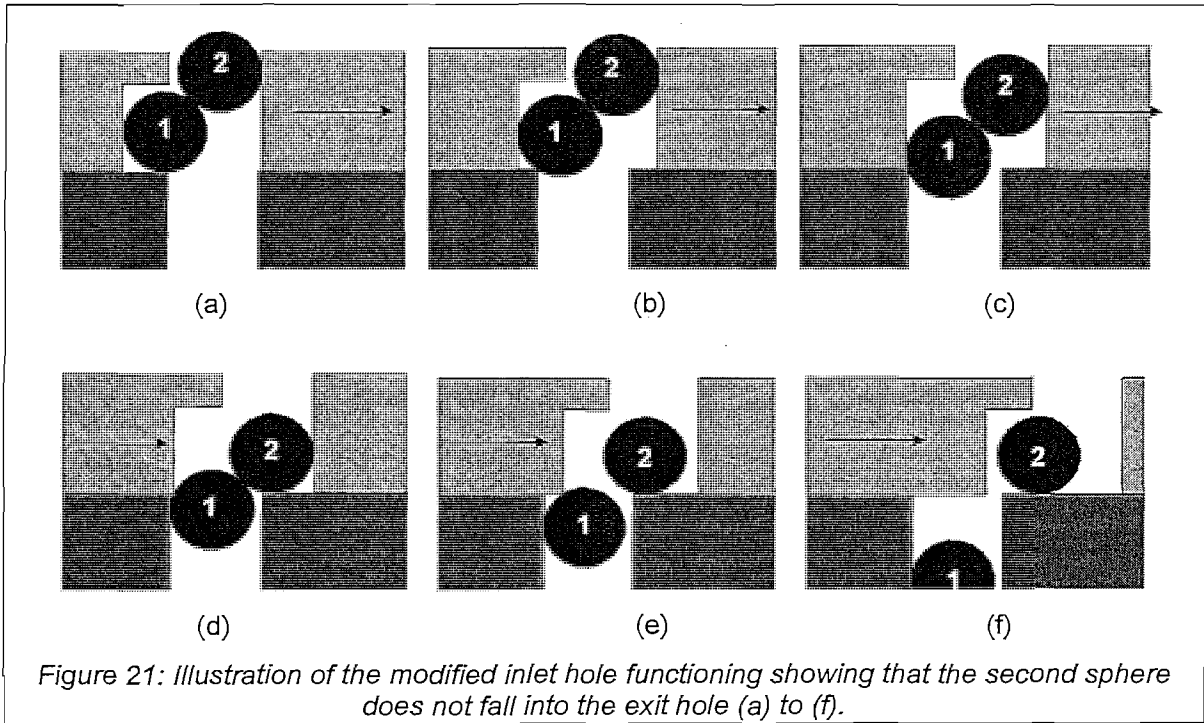 2 2 2
1 1 1
(a) (b) (c)
2 2 2
1 1 1
(d) (e) (f)
Figure 21: Illustration of the modified inlet hole functioning showing that the second sphere
does not fall into the exit hole (a) to (f).